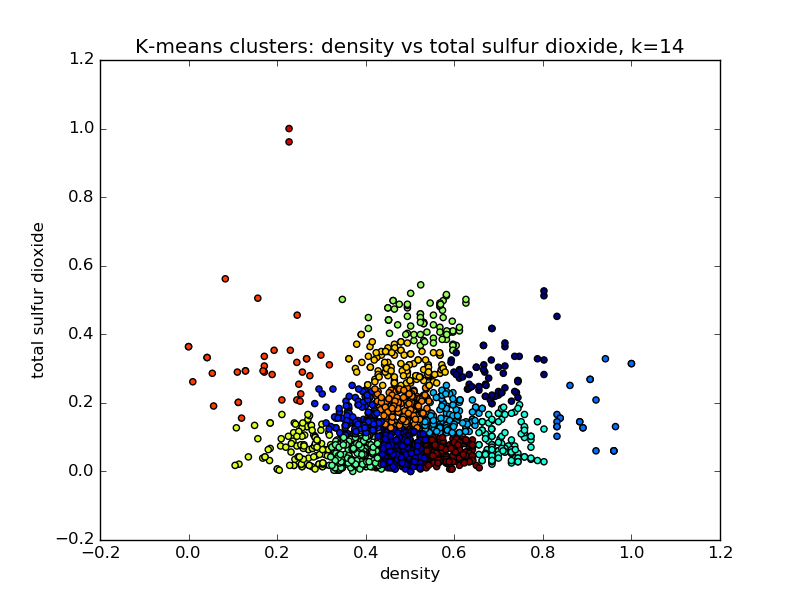 K-means clusters: density vs total sulfur dioxide, k=14
1.2
1.0
0.8
0.6
0.4
0.2
0.0
−0.2
total sulfur dioxide
−0.2 0.0 0.2 0.4 0.6 0.8 1.0 1.2
density